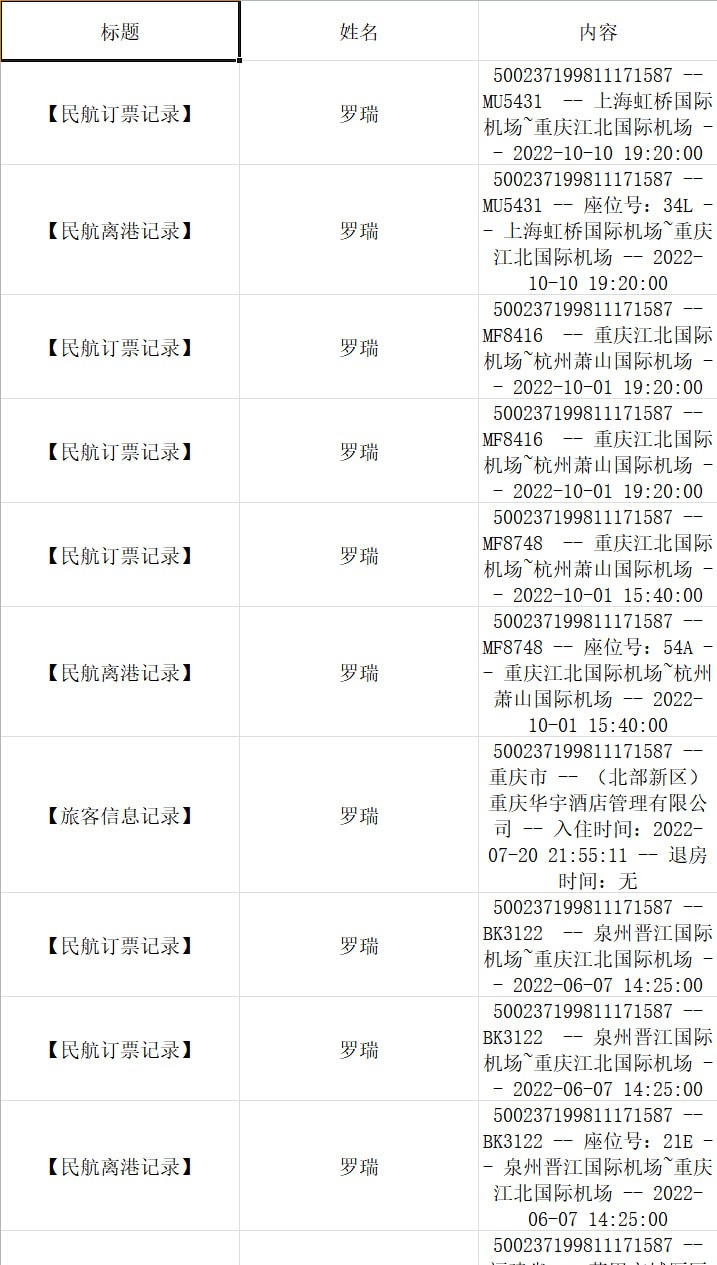 标题 姓名 内容
500237199811171587 --
MU5431 -- 上海虹桥国际
【民航订票记录】 罗瑞
机场~重庆江北国际机场 -
- 2022-10-10 19:20:00
500237199811171587 --
MU5431 -- 座位号：34L -
【民航离港记录】 罗瑞
- 上海虹桥国际机场~重庆
江北国际机场 -- 2022-
10-10 19:20:00
500237199811171587 --
MF8416 -- 重庆江北国际
【民航订票记录】 罗瑞
机场~杭州萧山国际机场 -
- 2022-10-01 19:20:00
500237199811171587 --
MF8416 -- 重庆江北国际
【民航订票记录】 罗瑞
机场~杭州萧山国际机场 -
- 2022-10-01 19:20:00
500237199811171587 --
MF8748 -- 重庆江北国际
【民航订票记录】 罗瑞
机场~杭州萧山国际机场 -
- 2022-10-01 15:40:00
500237199811171587 --
MF8748 -- 座位号：54A -
【民航离港记录】 罗瑞
- 重庆江北国际机场~杭州
萧山国际机场 -- 2022-
10-01 15:40:00
500237199811171587 --
重庆市 -- （北部新区）
重庆华宇酒店管理有限公
【旅客信息记录】 罗瑞
司 -- 入住时间：2022-
07-20 21:55:11 -- 退房
时间：无
500237199811171587 --
BK3122 -- 泉州晋江国际
【民航订票记录】 罗瑞
机场~重庆江北国际机场 -
- 2022-06-07 14:25:00
500237199811171587 --
BK3122 -- 泉州晋江国际
【民航订票记录】 罗瑞
机场~重庆江北国际机场 -
- 2022-06-07 14:25:00
500237199811171587 --
BK3122 -- 座位号：21E -
【民航离港记录】 罗瑞
- 泉州晋江国际机场~重庆
江北国际机场 -- 2022-
06-07 14:25:00
500237199811171587 --